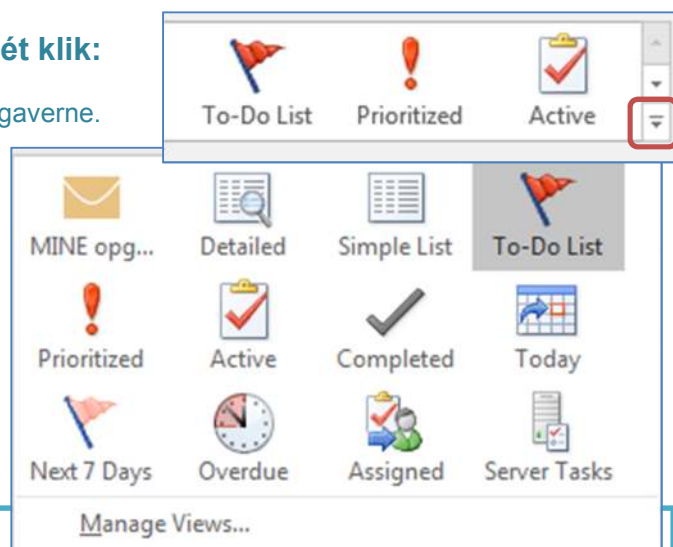 ét klik:
gaverne.
To-Do List Prioritized Active
MINE opg... Detailed Simple List To-Do List
Prioritized Active Completed Today
Next 7 Days Overdue Assigned Server Tasks
Manage Views...